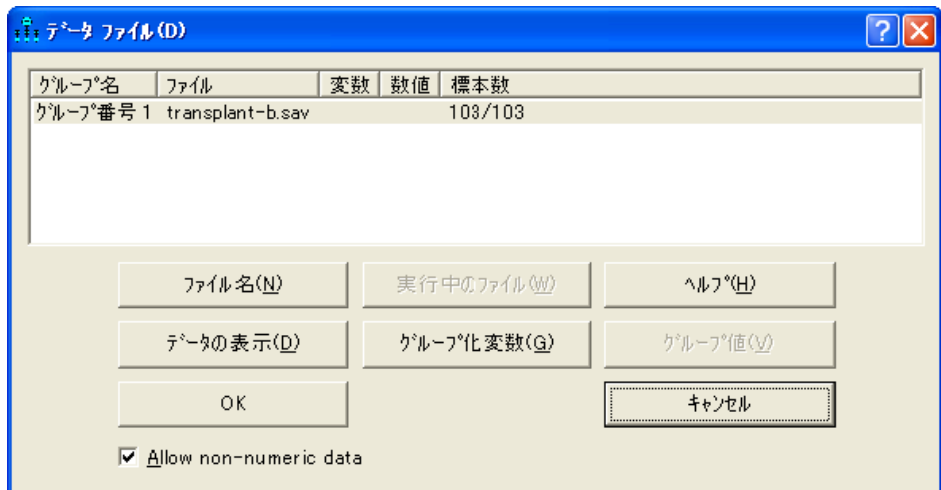 ﾃﾞｰﾀ ﾌｧｲﾙ(D)
ｸﾞﾙｰﾌﾟ名 ﾌｧｲﾙ 変数 数値 標本数
ｸﾞﾙｰﾌﾟ番号 1 transplant-b.sav 103/103
ﾌｧｲﾙ名(N) 実行中のﾌｧｲﾙ(W) ﾍﾙﾌﾟ(H)
ﾃﾞｰﾀの表示(D) ｸﾞﾙｰﾌﾟ化変数(G) ｸﾞﾙｰﾌﾟ値(V)
OK ｷｬﾝｾﾙ
Allow non-numeric data